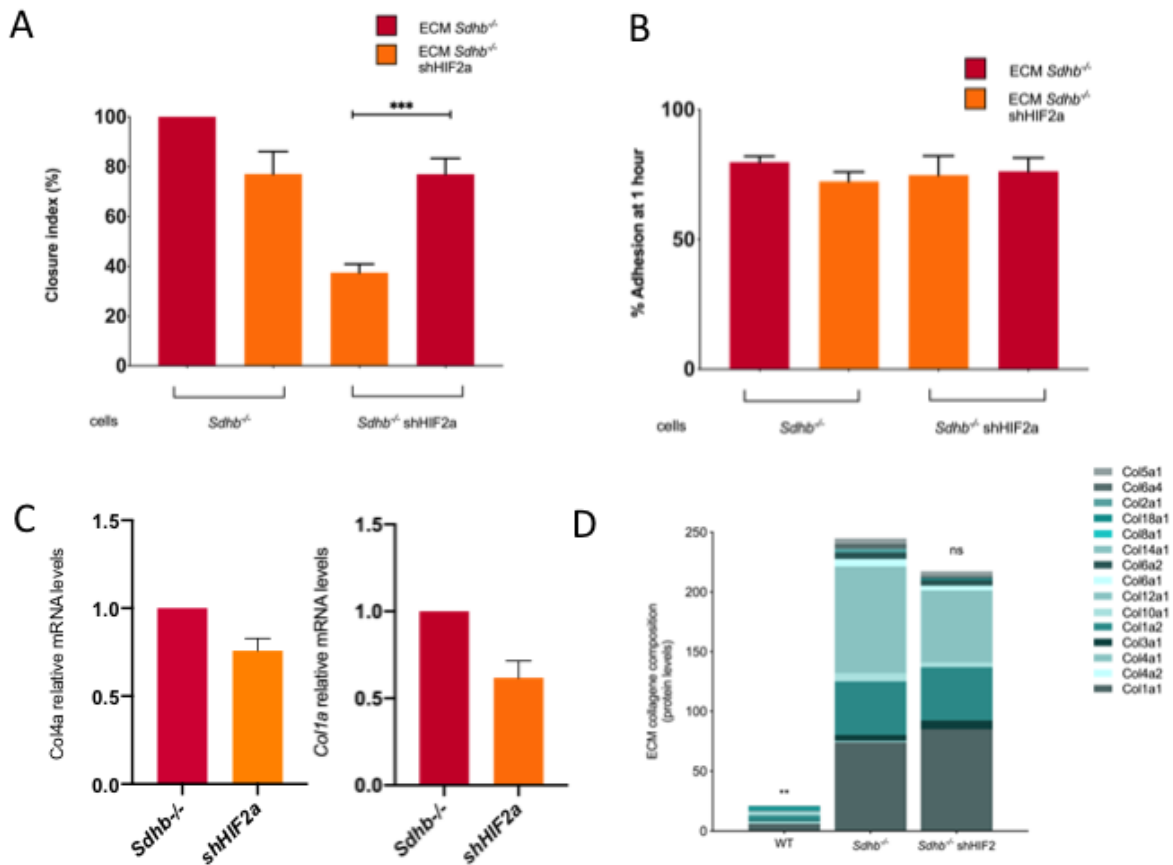 A
ECM Sdhb-/-
ECM Sdhb-/-
shHIF2a
Closure index (%)
100
80
60
40
20
0
***
cells
Sdhb-/-
Sdhb-/- shHIF2a
B
ECM Sdhb-/-
ECM Sdhb-/-
shHIF2a
% Adhesion at 1 hour
100
50
0
cells
Sdhb-/-
Sdhb-/- shHIF2a
C
Col4a relative mRNA levels
1.5
1.0
0.5
0.0
Sdhb-/-
shHIF2a
Col1a relative mRNA levels
1.5
1.0
0.5
0.0
Sdhb-/-
shHIF2a
D
ECM collagene composition
(protein levels)
250
200
150
100
50
0
**
ns
WT
Sdhb-/-
Sdhb-/- shHIF2
Col5a1
Col6a4
Col2a1
Col18a1
Col8a1
Col14a1
Col6a2
Col6a1
Col12a1
Col10a1
Col1a2
Col3a1
Col4a1
Col4a2
Col1a1